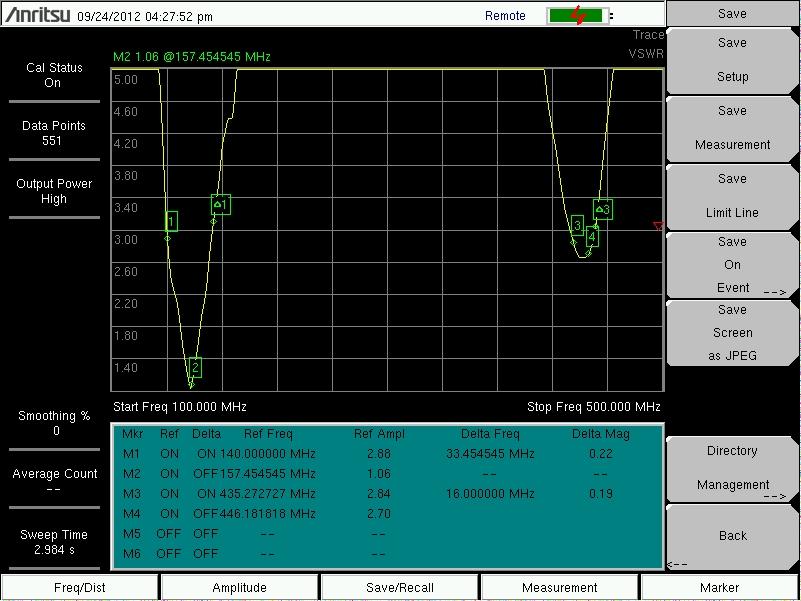 Anritsu 09/24/2012 04:27:52 pm
Remote
Save
Trace
VSWR
M2 1.06 @157.454545 MHz
Cal Status
On
Data Points
551
Output Power
High
Smoothing %
0
Average Count
--
Sweep Time
2.984 s
5.00
4.60
4.20
3.80
3.40
3.00
2.60
2.20
1.80
1.40
1
△1
2
3
△3
4
Start Freq 100.000 MHz
Stop Freq 500.000 MHz
Mkr Ref Delta Ref Freq Ref Ampl Delta Freq Delta Mag
M1 ON ON 140.000000 MHz 2.88 33.454545 MHz 0.22
M2 ON OFF 157.454545 MHz 1.06 -- --
M3 ON ON 435.272727 MHz 2.84 16.000000 MHz 0.19
M4 ON OFF 446.181818 MHz 2.70
M5 OFF OFF -- --
M6 OFF OFF -- --
Save
Setup
Save
Measurement
Save
Limit Line
Save
On
Event -->
Save
Screen
as JPEG
Directory
Management -->
Back
<--
Freq/Dist
Amplitude
Save/Recall
Measurement
Marker